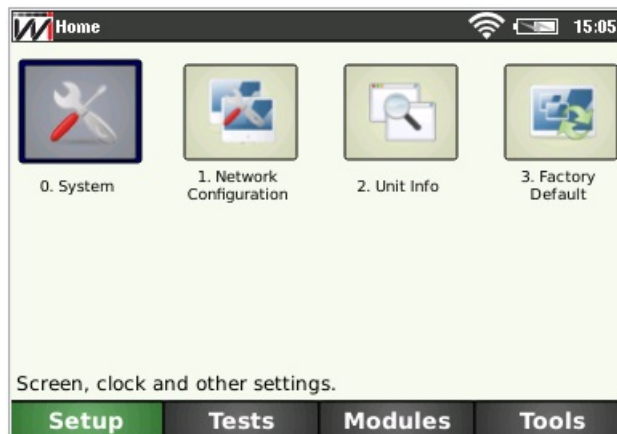 Home 15:05
0. System
1. Network
Configuration
2. Unit Info
3. Factory
Default
Screen, clock and other settings.
Setup Tests Modules Tools